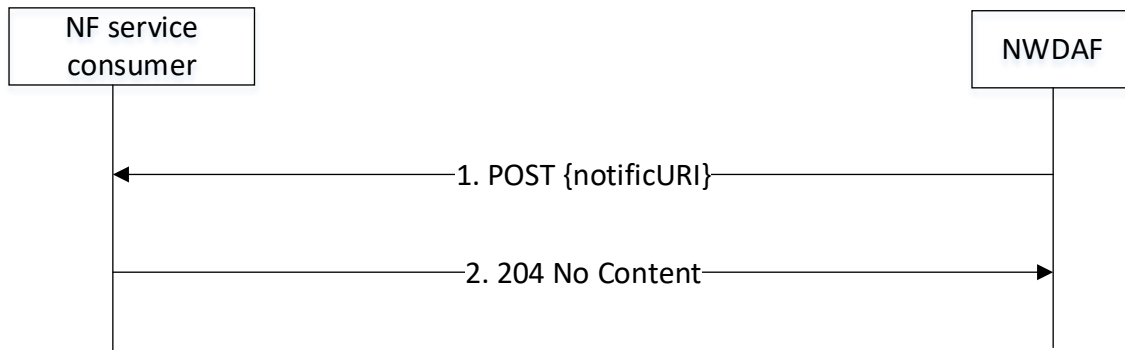 NF service
consumer
NWDAF
1. POST {notificURI}
2. 204 No Content